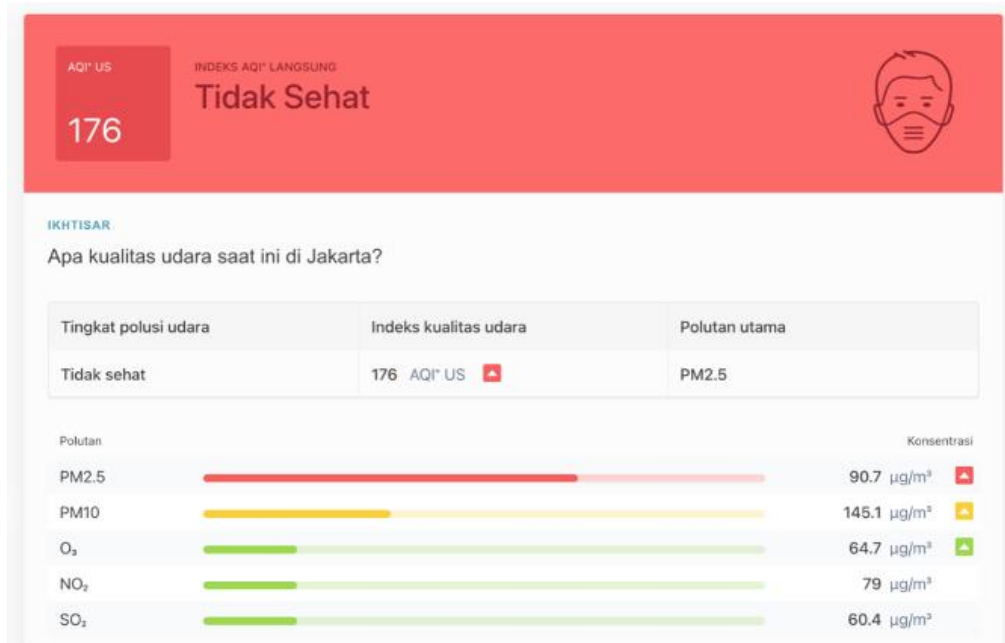 AQI* US
INDEKS AQI* LANGSUNG
Tidak Sehat
176
IKHTISAR
Apa kualitas udara saat ini di Jakarta?
Tingkat polusi udara Indeks kualitas udara Polutan utama
Tidak sehat 176 AQI* US PM2.5
Polutan Konsentrasi
PM2.5 90.7 µg/m³
PM10 145.1 µg/m³
O₃ 64.7 µg/m³
NO₂ 79 µg/m³
SO₂ 60.4 µg/m³